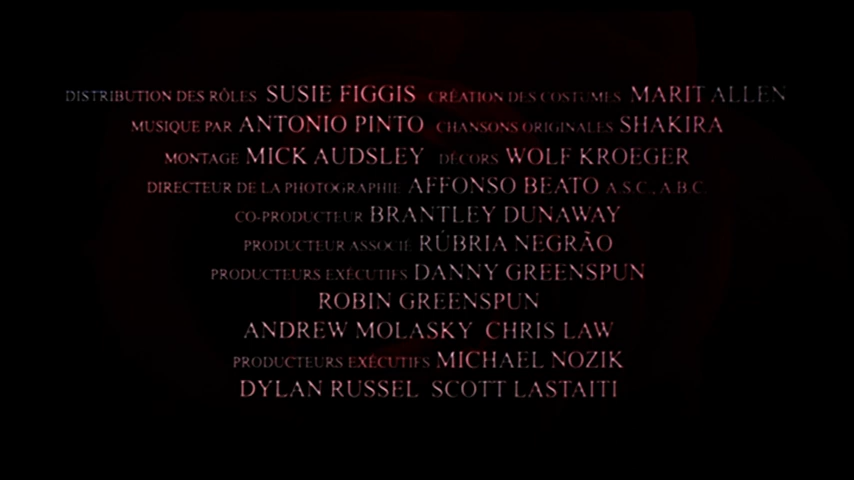 DISTRIBUTION DES RÔLES SUSIE FIGGIS CRÉATION DES COSTUMES MARIT ALLEN
MUSIQUE PAR ANTONIO PINTO CHANSONS ORIGINALES SHAKIRA
MONTAGE MICK AUDSLEY DÉCORS WOLF KROEGER
DIRECTEUR DE LA PHOTOGRAPHIE AFFONSO BEATO A.S.C., A.B.C.
CO-PRODUCTEUR BRANTLEY DUNAWAY
PRODUCTEUR ASSOCIÉ RÚBRIA NEGRÃO
PRODUCTEURS EXÉCUTIFS DANNY GREENSPUN
ROBIN GREENSPUN
ANDREW MOLASKY CHRIS LAW
PRODUCTEURS EXÉCUTIFS MICHAEL NOZIK
DYLAN RUSSEL SCOTT LASTAITI